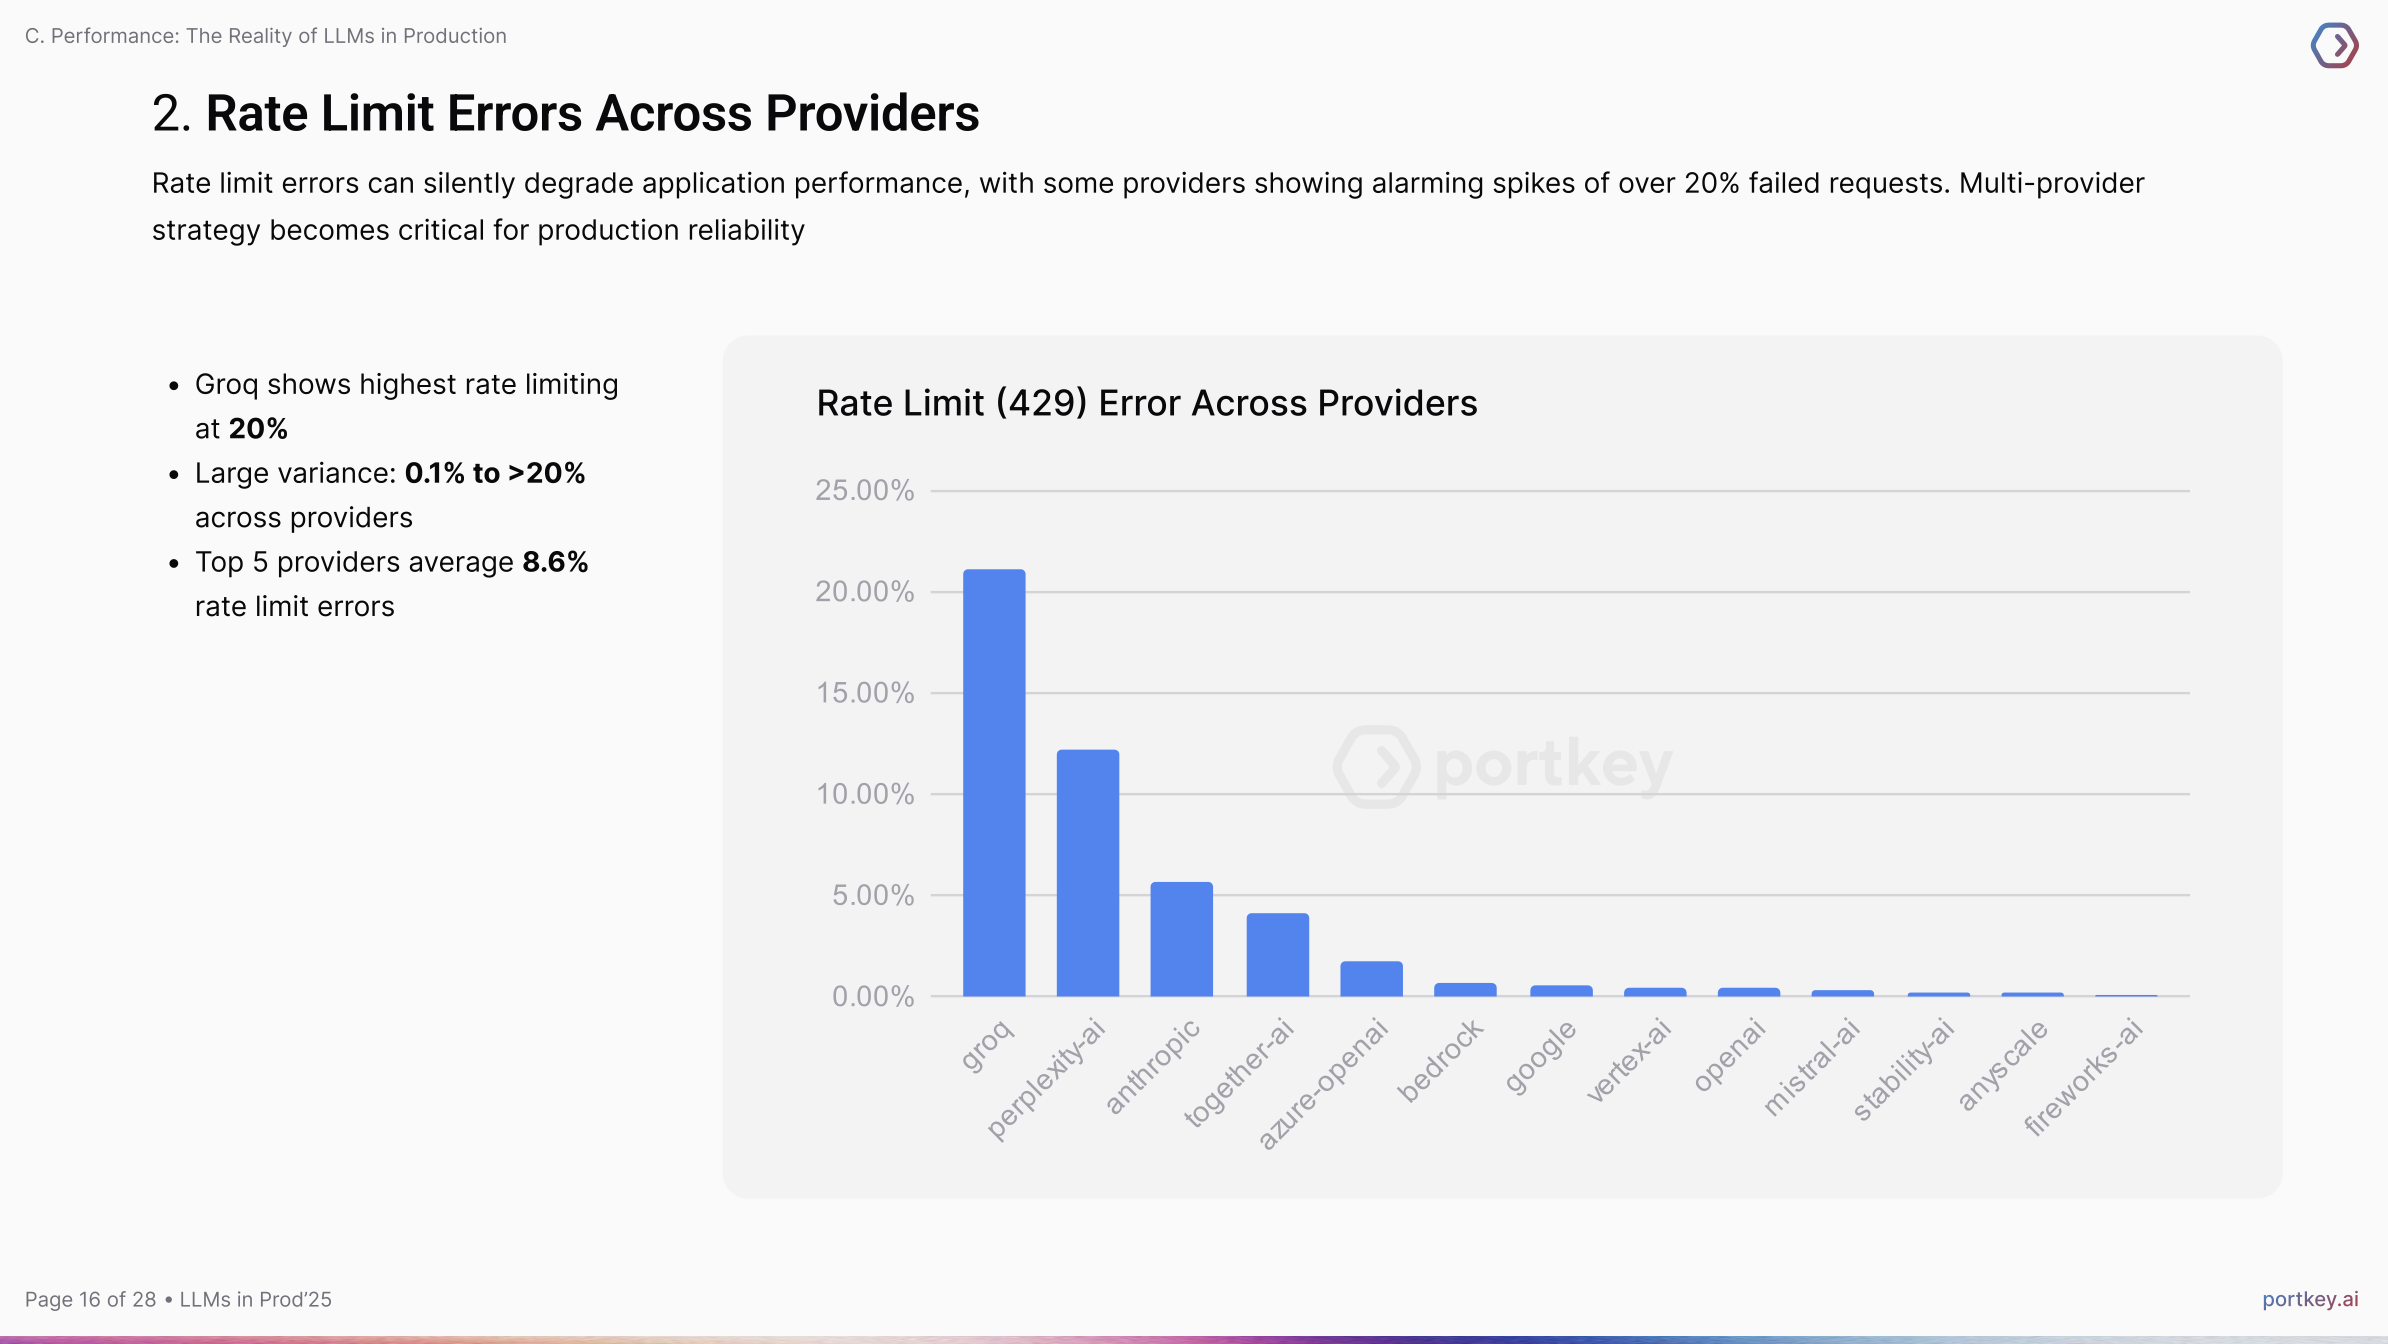 C. Performance: The Reality of LLMs in Production
2. Rate Limit Errors Across Providers
Rate limit errors can silently degrade application performance, with some providers showing alarming spikes of over 20% failed requests. Multi-provider
strategy becomes critical for production reliability
• Groq shows highest rate limiting
at 20%
• Large variance: 0.1% to >20%
across providers
• Top 5 providers average 8.6%
rate limit errors
Rate Limit (429) Error Across Providers
25.00%
20.00%
15.00%
10.00%
5.00%
0.00%
portkey
groq
perplexity-ai
anthropic
together-ai
azure-openai
bedrock
google
vertex-ai
openai
mistral-ai
stability-ai
anyscale
fireworks-ai
Page 16 of 28 • LLMs in Prod’25
portkey.ai